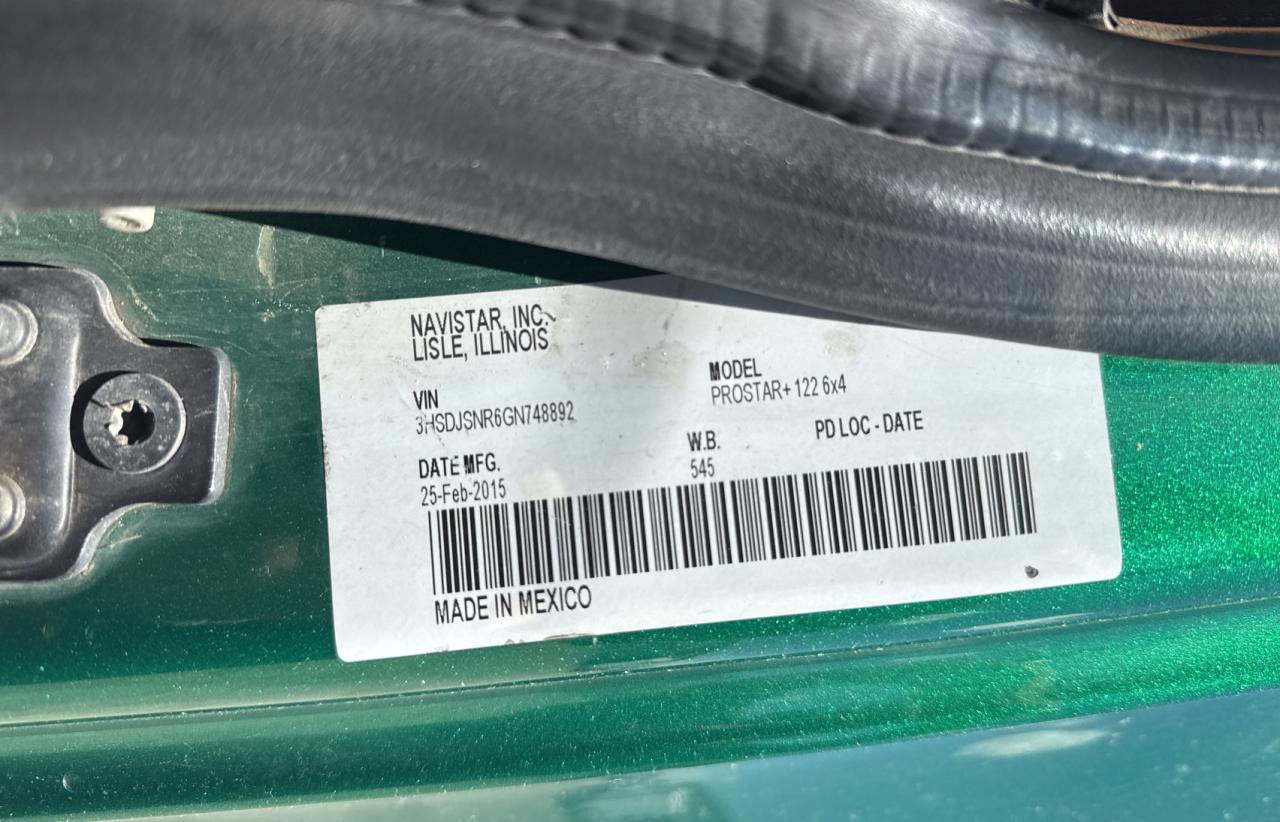 NAVISTAR, INC.
LISLE, ILLINOIS
VIN
3HSDJSNR6GN748892
MODEL
PROSTAR+ 122 6x4
DATE MFG.
25-Feb-2015
W.B.
545
PD LOC - DATE
MADE IN MEXICO